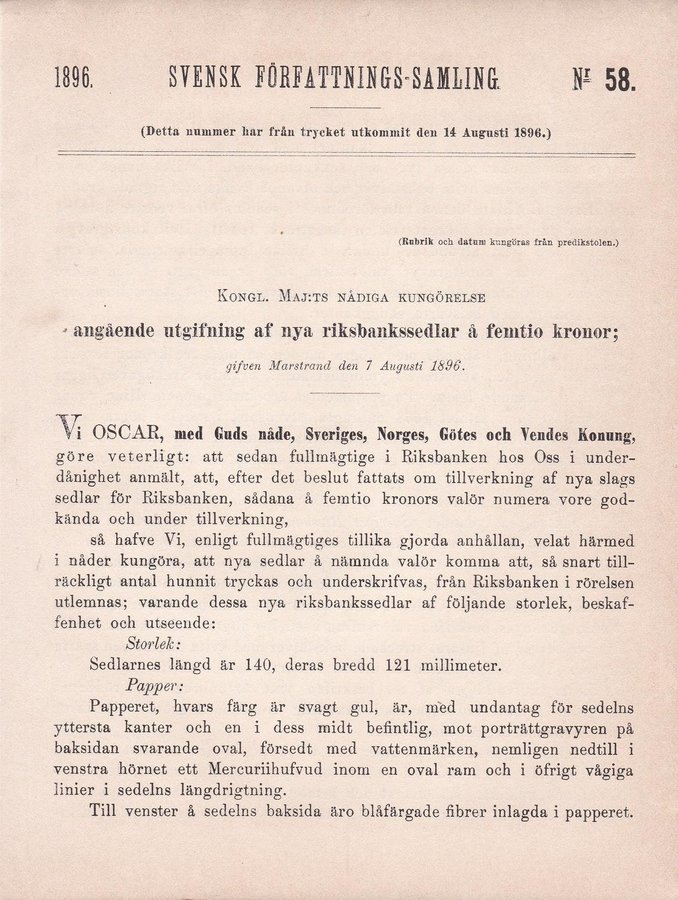 1896. SVENSK FÖRFATTNINGS-SAMLING. Nr 58.
(Detta nummer har från trycket utkommit den 14 Augusti 1896.)
(Rubrik och datum kungöras från predikstolen.)
KONGL. MAJ:TS NÅDIGA KUNGÖRELSE
angående utgifning af nya riksbankssedlar å femtio kronor;
gifven Marstrand den 7 Augusti 1896.
Vi OSCAR, med Guds nåde, Sveriges, Norges, Götes och Vendes Konung,
göre veterligt: att sedan fullmägtige i Riksbanken hos Oss i under-
dånighet anmält, att, efter det beslut fattats om tillverkning af nya slags
sedlar för Riksbanken, sådana å femtio kronors valör numera vore god-
kända och under tillverkning,
så hafve Vi, enligt fullmägtiges tillika gjorda anhållan, velat härmed
i nåder kungöra, att nya sedlar å nämnda valör komma att, så snart till-
räckligt antal hunnit tryckas och underskrifvas, från Riksbanken i rörelsen
utlemnas; varande dessa nya riksbankssedlar af följande storlek, beskaf-
fenhet och utseende:
Storlek:
Sedlarnes längd är 140, deras bredd 121 millimeter.
Papper:
Papperet, hvars färg är svagt gul, är, med undantag för sedelns
yttersta kanter och en i dess midt befintlig, mot porträttgravyren på
baksidan svarande oval, försedt med vattenmärken, nemligen nedtill i
venstra hörnet ett Mercuriihufvud inom en oval ram och i öfrigt vågiga
linier i sedelns längdrigtning.
Till venster å sedelns baksida äro blåfärgade fibrer inlagda i papperet.